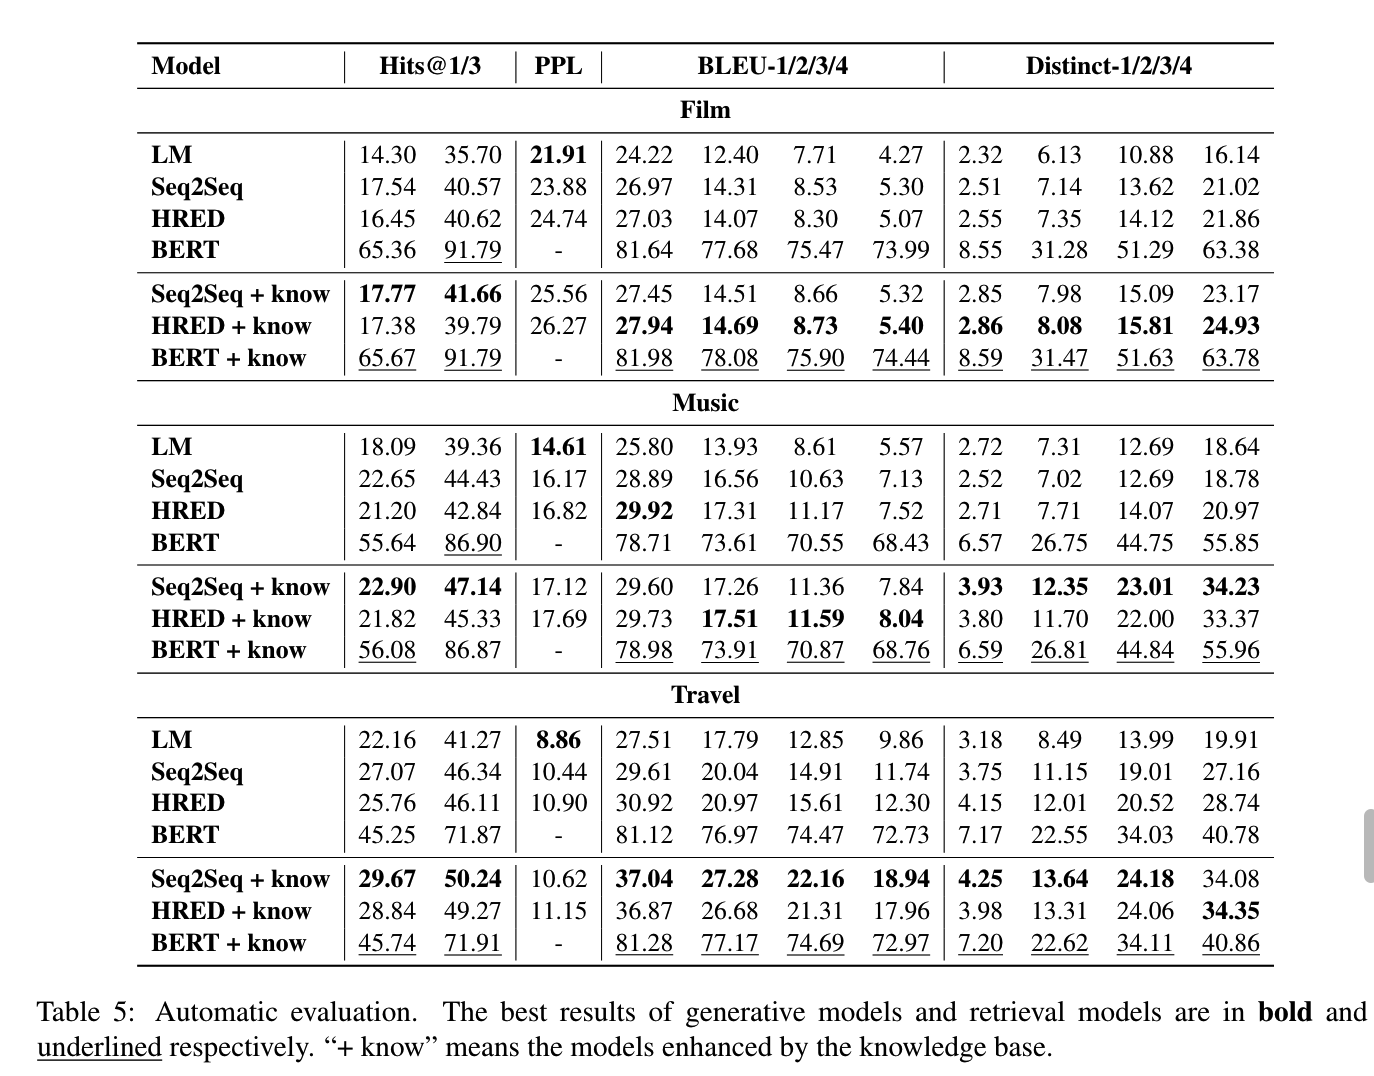 Model Hits@1/3 PPL BLEU-1/2/3/4 Distinct-1/2/3/4
Film
LM 14.30 35.70 21.91 24.22 12.40 7.71 4.27 2.32 6.13 10.88 16.14
Seq2Seq 17.54 40.57 23.88 26.97 14.31 8.53 5.30 2.51 7.14 13.62 21.02
HRED 16.45 40.62 24.74 27.03 14.07 8.30 5.07 2.55 7.35 14.12 21.86
BERT 65.36 91.79 - 81.64 77.68 75.47 73.99 8.55 31.28 51.29 63.38
Seq2Seq + know 17.77 41.66 25.56 27.45 14.51 8.66 5.32 2.85 7.98 15.09 23.17
HRED + know 17.38 39.79 26.27 27.94 14.69 8.73 5.40 2.86 8.08 15.81 24.93
BERT + know 65.67 91.79 - 81.98 78.08 75.90 74.44 8.59 31.47 51.63 63.78
Music
LM 18.09 39.36 14.61 25.80 13.93 8.61 5.57 2.72 7.31 12.69 18.64
Seq2Seq 22.65 44.43 16.17 28.89 16.56 10.63 7.13 2.52 7.02 12.69 18.78
HRED 21.20 42.84 16.82 29.92 17.31 11.17 7.52 2.71 7.71 14.07 20.97
BERT 55.64 86.90 - 78.71 73.61 70.55 68.43 6.57 26.75 44.75 55.85
Seq2Seq + know 22.90 47.14 17.12 29.60 17.26 11.36 7.84 3.93 12.35 23.01 34.23
HRED + know 21.82 45.33 17.69 29.73 17.51 11.59 8.04 3.80 11.70 22.00 33.37
BERT + know 56.08 86.87 - 78.98 73.91 70.87 68.76 6.59 26.81 44.84 55.96
Travel
LM 22.16 41.27 8.86 27.51 17.79 12.85 9.86 3.18 8.49 13.99 19.91
Seq2Seq 27.07 46.34 10.44 29.61 20.04 14.91 11.74 3.75 11.15 19.01 27.16
HRED 25.76 46.11 10.90 30.92 20.97 15.61 12.30 4.15 12.01 20.52 28.74
BERT 45.25 71.87 - 81.12 76.97 74.47 72.73 7.17 22.55 34.03 40.78
Seq2Seq + know 29.67 50.24 10.62 37.04 27.28 22.16 18.94 4.25 13.64 24.18 34.08
HRED + know 28.84 49.27 11.15 36.87 26.68 21.31 17.96 3.98 13.31 24.06 34.35
BERT + know 45.74 71.91 - 81.28 77.17 74.69 72.97 7.20 22.62 34.11 40.86
Table 5: Automatic evaluation. The best results of generative models and retrieval models are in bold and
underlined respectively. “+ know” means the models enhanced by the knowledge base.